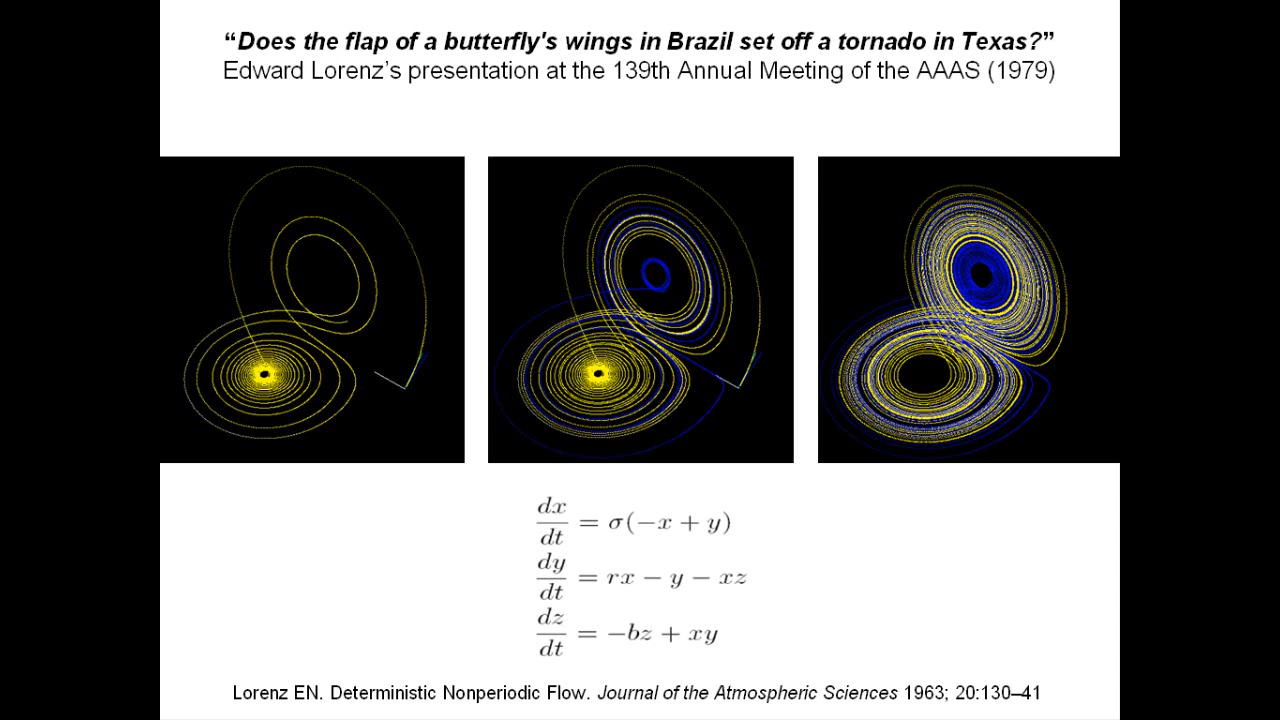 “Does the flap of a butterfly's wings in Brazil set off a tornado in Texas?”
Edward Lorenz’s presentation at the 139th Annual Meeting of the AAAS (1979)
dx/dt = σ(−x + y)
dy/dt = rx − y − xz
dz/dt = −bz + xy
Lorenz EN. Deterministic Nonperiodic Flow. Journal of the Atmospheric Sciences 1963; 20:130–41